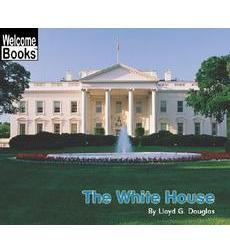 Welcome
Books
The White House
By Lloyd G. Douglas